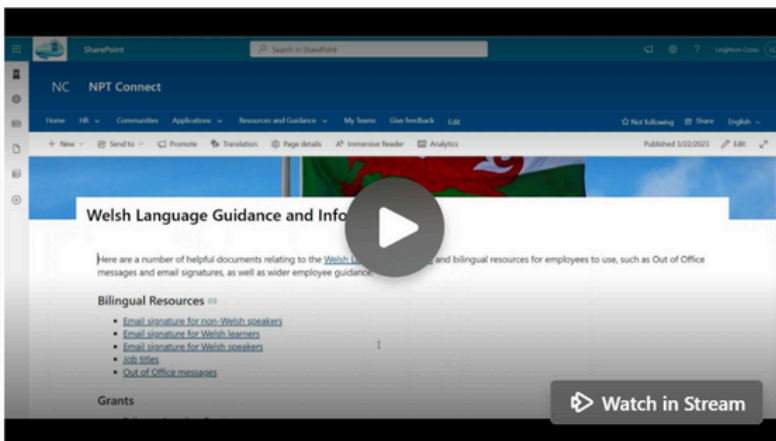 SharePoint
Search in SharePoint
Leighton Cross
NC NPT Connect
Home HR Communities Applications Resources and Guidance My Teams Give feedback Edit
Not following Share English
+ New Send to Promote Translation Page details Immersive Reader Analytics
Published 3/22/2023 Edit
Welsh Language Guidance and Info
Here are a number of helpful documents relating to the Welsh and bilingual resources for employees to use, such as Out of Office
messages and email signatures, as well as wider employee guidance.
Bilingual Resources
• Email signature for non-Welsh speakers
• Email signature for Welsh learners
• Email signature for Welsh speakers
• Job titles
• Out of Office messages
Grants
Watch in Stream